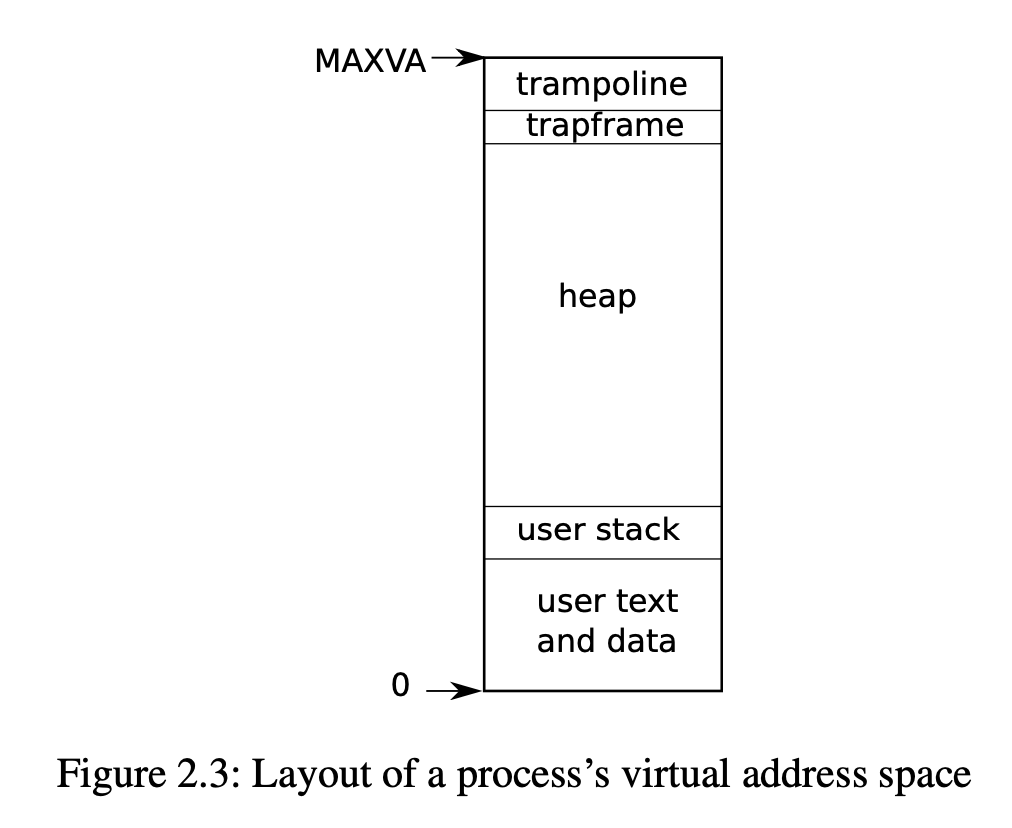 MAXVA
trampoline
trapframe
heap
user stack
user text
and data
0
Figure 2.3: Layout of a process’s virtual address space